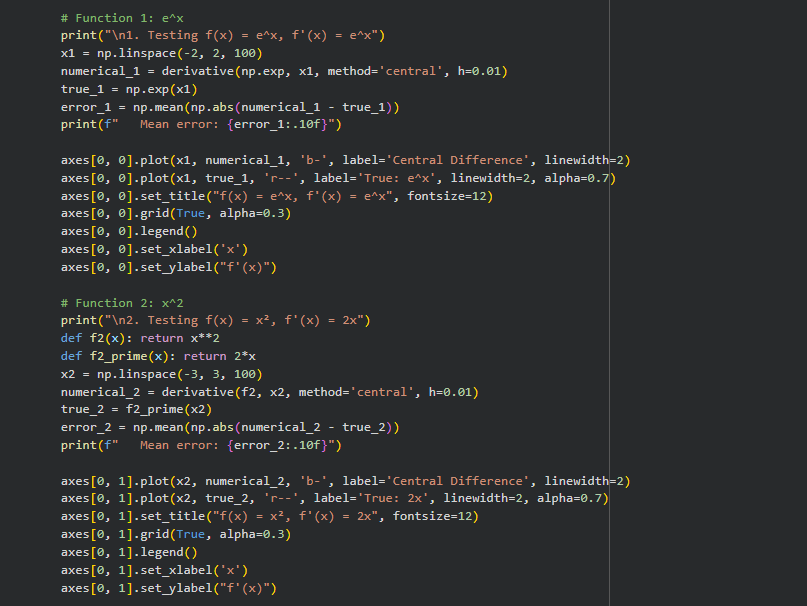 # Function 1: e^x
print("\n1. Testing f(x) = e^x, f'(x) = e^x")
x1 = np.linspace(-2, 2, 100)
numerical_1 = derivative(np.exp, x1, method='central', h=0.01)
true_1 = np.exp(x1)
error_1 = np.mean(np.abs(numerical_1 - true_1))
print(f"   Mean error: {error_1:.10f}")

axes[0, 0].plot(x1, numerical_1, 'b-', label='Central Difference', linewidth=2)
axes[0, 0].plot(x1, true_1, 'r--', label='True: e^x', linewidth=2, alpha=0.7)
axes[0, 0].set_title("f(x) = e^x, f'(x) = e^x", fontsize=12)
axes[0, 0].grid(True, alpha=0.3)
axes[0, 0].legend()
axes[0, 0].set_xlabel('x')
axes[0, 0].set_ylabel("f'(x)")

# Function 2: x^2
print("\n2. Testing f(x) = x², f'(x) = 2x")
def f2(x): return x**2
def f2_prime(x): return 2*x
x2 = np.linspace(-3, 3, 100)
numerical_2 = derivative(f2, x2, method='central', h=0.01)
true_2 = f2_prime(x2)
error_2 = np.mean(np.abs(numerical_2 - true_2))
print(f"   Mean error: {error_2:.10f}")

axes[0, 1].plot(x2, numerical_2, 'b-', label='Central Difference', linewidth=2)
axes[0, 1].plot(x2, true_2, 'r--', label='True: 2x', linewidth=2, alpha=0.7)
axes[0, 1].set_title("f(x) = x², f'(x) = 2x", fontsize=12)
axes[0, 1].grid(True, alpha=0.3)
axes[0, 1].legend()
axes[0, 1].set_xlabel('x')
axes[0, 1].set_ylabel("f'(x)")